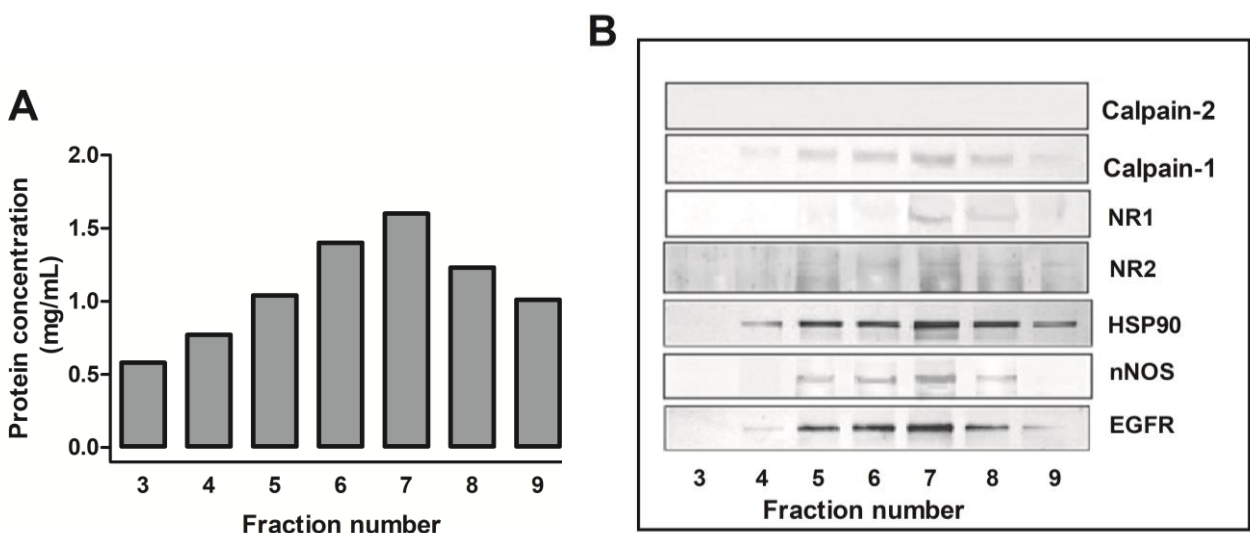 A
Protein concentration
(mg/mL)
2.0
1.5
1.0
0.5
0.0
3 4 5 6 7 8 9
Fraction number
B
Calpain-2
Calpain-1
NR1
NR2
HSP90
nNOS
EGFR
3 4 5 6 7 8 9
Fraction number